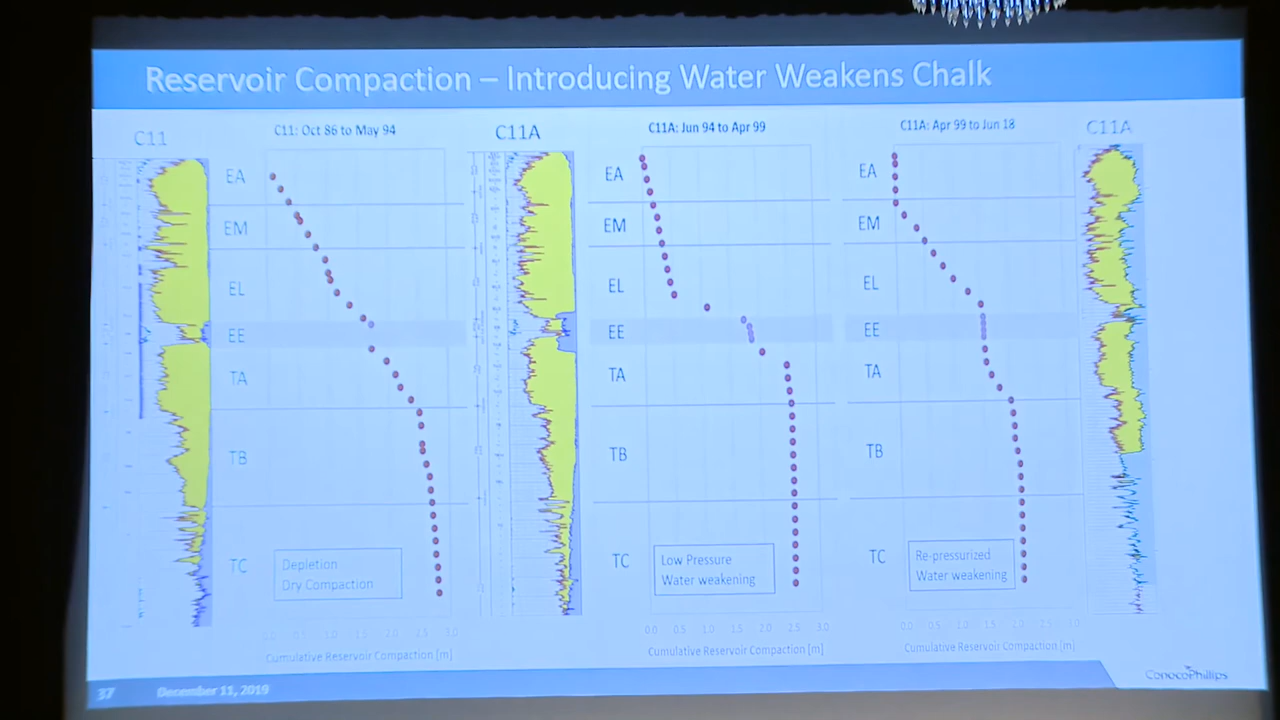 Reservoir Compaction – Introducing Water Weakens Chalk
C11
C11: Oct 86 to May 94
EA
EM
EL
EE
TA
TB
TC
Depletion
Dry Compaction
0.0 0.5 1.0 1.5 2.0 2.5 3.0
Cumulative Reservoir Compaction [m]
C11A
C11A: Jun 94 to Apr 99
EA
EM
EL
EE
TA
TB
TC
Low Pressure
Water weakening
0.0 0.5 1.0 1.5 2.0 2.5 3.0
Cumulative Reservoir Compaction [m]
C11A: Apr 99 to Jun 18
EA
EM
EL
EE
TA
TB
TC
Re-pressurized
Water weakening
0.0 0.5 1.0 1.5 2.0 2.5 3.0
Cumulative Reservoir Compaction [m]
C11A
37
December 11, 2019
ConocoPhillips